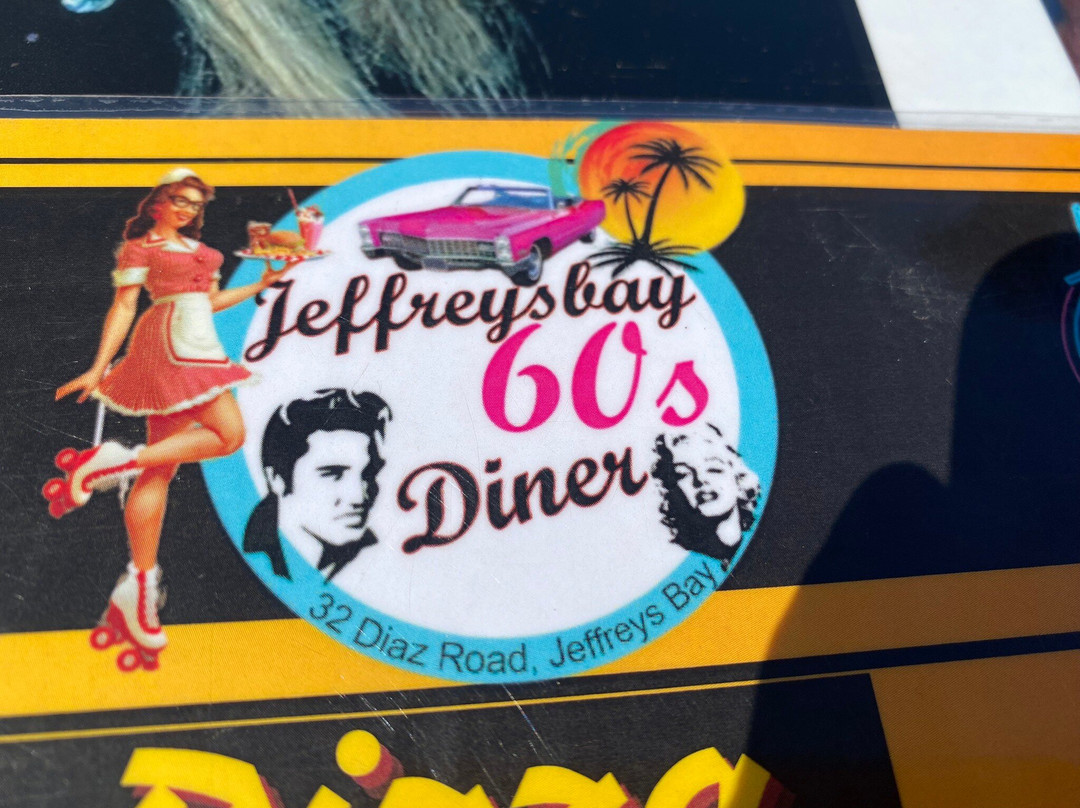 Jeffreysbay
60s
Diner
32 Diaz Road, Jeffreys Bay